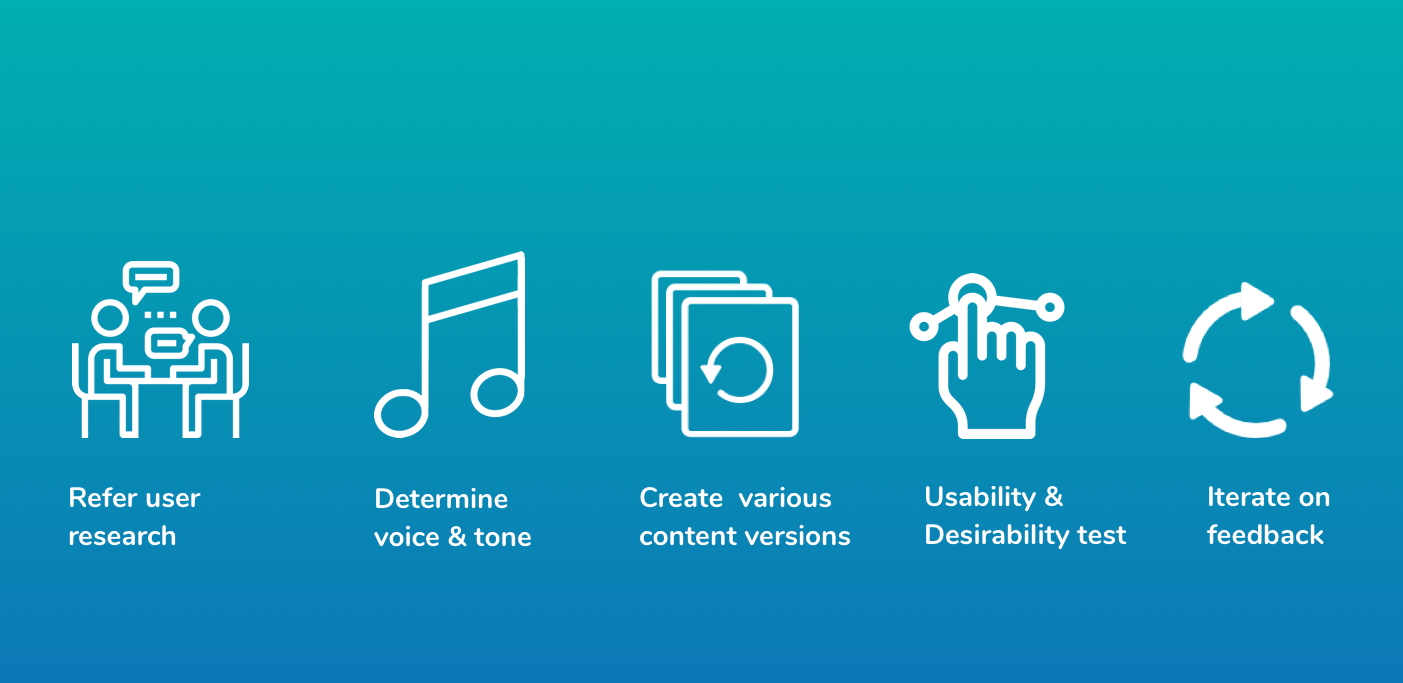 Refer user
research
Determine
voice & tone
Create  various
content versions
Usability &
Desirability test
Iterate on
feedback